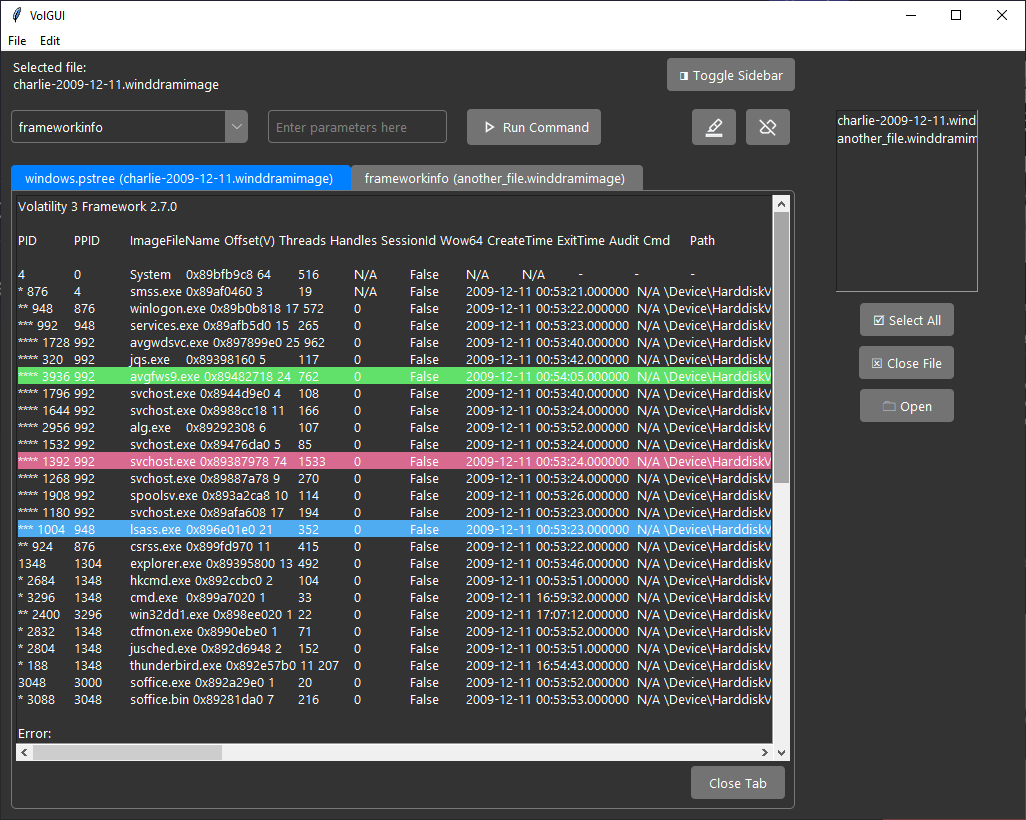 VolGUI
File Edit
Selected file:
charlie-2009-12-11.winddramimage
Toggle Sidebar
frameworkinfo
Enter parameters here
Run Command
windows.pstree (charlie-2009-12-11.winddramimage)
frameworkinfo (another_file.winddramimage)
Volatility 3 Framework 2.7.0
PID PPID ImageFileName Offset(V) Threads Handles SessionId Wow64 CreateTime ExitTime Audit Cmd Path
4 0 System 0x89bfb9c8 64 516 N/A False N/A N/A - - -
* 876 4 smss.exe 0x89af0460 3 19 N/A False 2009-12-11 00:53:21.000000 N/A \Device\HarddiskV
** 948 876 winlogon.exe 0x89b0b818 17 572 0 False 2009-12-11 00:53:22.000000 N/A \Device\HarddiskV
*** 992 948 services.exe 0x89afb5d0 15 265 0 False 2009-12-11 00:53:23.000000 N/A \Device\HarddiskV
**** 1728 992 avgwdsvc.exe 0x897899e0 25 962 0 False 2009-12-11 00:53:40.000000 N/A \Device\HarddiskV
**** 320 992 jqs.exe 0x89398160 5 117 0 False 2009-12-11 00:53:42.000000 N/A \Device\HarddiskV
**** 3936 992 avgfws9.exe 0x89482718 24 762 0 False 2009-12-11 00:54:05.000000 N/A \Device\HarddiskV
**** 1796 992 svchost.exe 0x8944d9e0 4 108 0 False 2009-12-11 00:53:40.000000 N/A \Device\HarddiskV
**** 1644 992 svchost.exe 0x8988cc18 11 166 0 False 2009-12-11 00:53:24.000000 N/A \Device\HarddiskV
**** 2956 992 alg.exe 0x89292308 6 107 0 False 2009-12-11 00:53:52.000000 N/A \Device\HarddiskV
**** 1532 992 svchost.exe 0x89476da0 5 85 0 False 2009-12-11 00:53:24.000000 N/A \Device\HarddiskV
**** 1392 992 svchost.exe 0x89387978 74 1533 0 False 2009-12-11 00:53:24.000000 N/A \Device\HarddiskV
**** 1268 992 svchost.exe 0x89887a78 9 270 0 False 2009-12-11 00:53:24.000000 N/A \Device\HarddiskV
**** 1908 992 spoolsv.exe 0x893a2ca8 10 114 0 False 2009-12-11 00:53:26.000000 N/A \Device\HarddiskV
**** 1180 992 svchost.exe 0x89afa608 17 194 0 False 2009-12-11 00:53:23.000000 N/A \Device\HarddiskV
*** 1004 948 lsass.exe 0x896e01e0 21 352 0 False 2009-12-11 00:53:23.000000 N/A \Device\HarddiskV
** 924 876 csrss.exe 0x899fd970 11 415 0 False 2009-12-11 00:53:22.000000 N/A \Device\HarddiskV
1348 1304 explorer.exe 0x89395800 13 492 0 False 2009-12-11 00:53:46.000000 N/A \Device\HarddiskV
* 2684 1348 hkcmd.exe 0x892ccbc0 2 104 0 False 2009-12-11 00:53:51.000000 N/A \Device\HarddiskV
* 3296 1348 cmd.exe 0x899a7020 1 33 0 False 2009-12-11 16:59:32.000000 N/A \Device\HarddiskV
** 2400 3296 win32dd1.exe 0x898ee020 1 22 0 False 2009-12-11 17:07:12.000000 N/A \Device\HarddiskV
* 2832 1348 ctfmon.exe 0x8990ebe0 1 71 0 False 2009-12-11 00:53:52.000000 N/A \Device\HarddiskV
* 2804 1348 jusched.exe 0x892d6948 2 152 0 False 2009-12-11 00:53:51.000000 N/A \Device\HarddiskV
* 188 1348 thunderbird.exe 0x892e57b0 11 207 0 False 2009-12-11 16:54:43.000000 N/A \Device\HarddiskV
3048 3000 soffice.exe 0x892a29e0 1 20 0 False 2009-12-11 00:53:52.000000 N/A \Device\HarddiskV
* 3088 3048 soffice.bin 0x89281da0 7 216 0 False 2009-12-11 00:53:53.000000 N/A \Device\HarddiskV
Error:
Close Tab
charlie-2009-12-11.wind
another_file.winddramim
Select All
Close File
Open